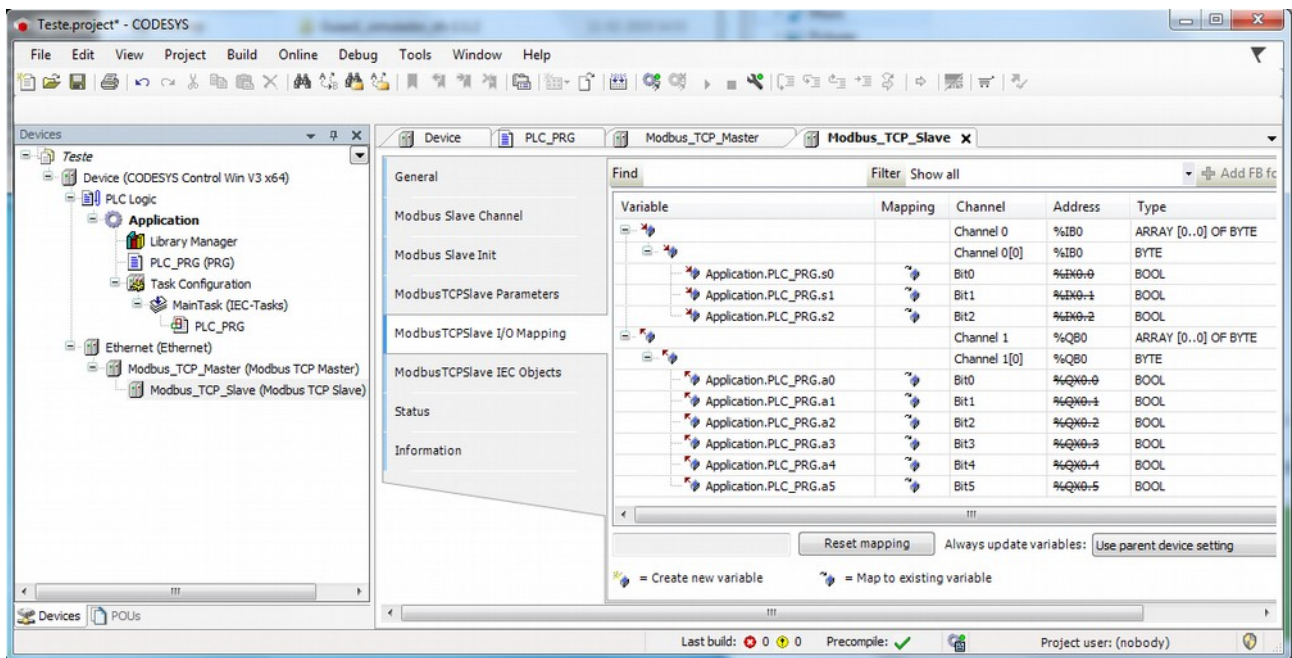 Teste.project* - CODESYS
File Edit View Project Build Online Debug Tools Window Help
Devices
Teste
Device (CODESYS Control Win V3 x64)
PLC Logic
Application
Library Manager
PLC_PRG (PRG)
Task Configuration
MainTask (IEC-Tasks)
PLC_PRG
Ethernet (Ethernet)
Modbus_TCP_Master (Modbus TCP Master)
Modbus_TCP_Slave (Modbus TCP Slave)
Devices POUs
Device PLC_PRG Modbus_TCP_Master Modbus_TCP_Slave X
General
Modbus Slave Channel
Modbus Slave Init
ModbusTCPSlave Parameters
ModbusTCPSlave I/O Mapping
ModbusTCPSlave IEC Objects
Status
Information
Find Filter Show all Add FB fo
Variable Mapping Channel Address Type
Channel 0 %IB0 ARRAY [0..0] OF BYTE
Channel 0[0] %IB0 BYTE
Application.PLC_PRG.s0 Bit0 %IX0.0 BOOL
Application.PLC_PRG.s1 Bit1 %IX0.1 BOOL
Application.PLC_PRG.s2 Bit2 %IX0.2 BOOL
Channel 1 %QB0 ARRAY [0..0] OF BYTE
Channel 1[0] %QB0 BYTE
Application.PLC_PRG.a0 Bit0 %QX0.0 BOOL
Application.PLC_PRG.a1 Bit1 %QX0.1 BOOL
Application.PLC_PRG.a2 Bit2 %QX0.2 BOOL
Application.PLC_PRG.a3 Bit3 %QX0.3 BOOL
Application.PLC_PRG.a4 Bit4 %QX0.4 BOOL
Application.PLC_PRG.a5 Bit5 %QX0.5 BOOL
Reset mapping Always update variables: Use parent device setting
= Create new variable = Map to existing variable
Last build: 0 0 Precompile: Project user: (nobody)